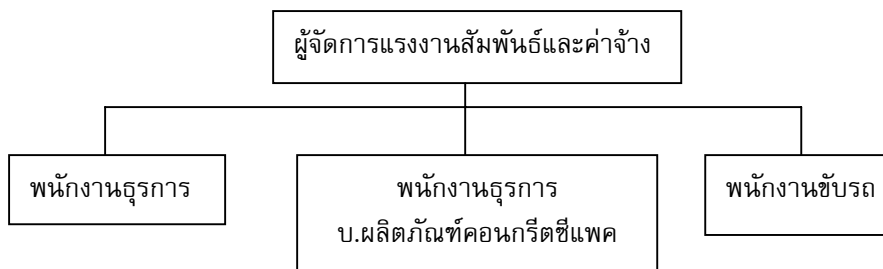 ผู้จัดการแรงงานสัมพันธ์และค่าจ้าง
พนักงานธุรการ
พนักงานธุรการ
บ.ผลิตภัณฑ์คอนกรีตซีแพค
พนักงานขับรถ